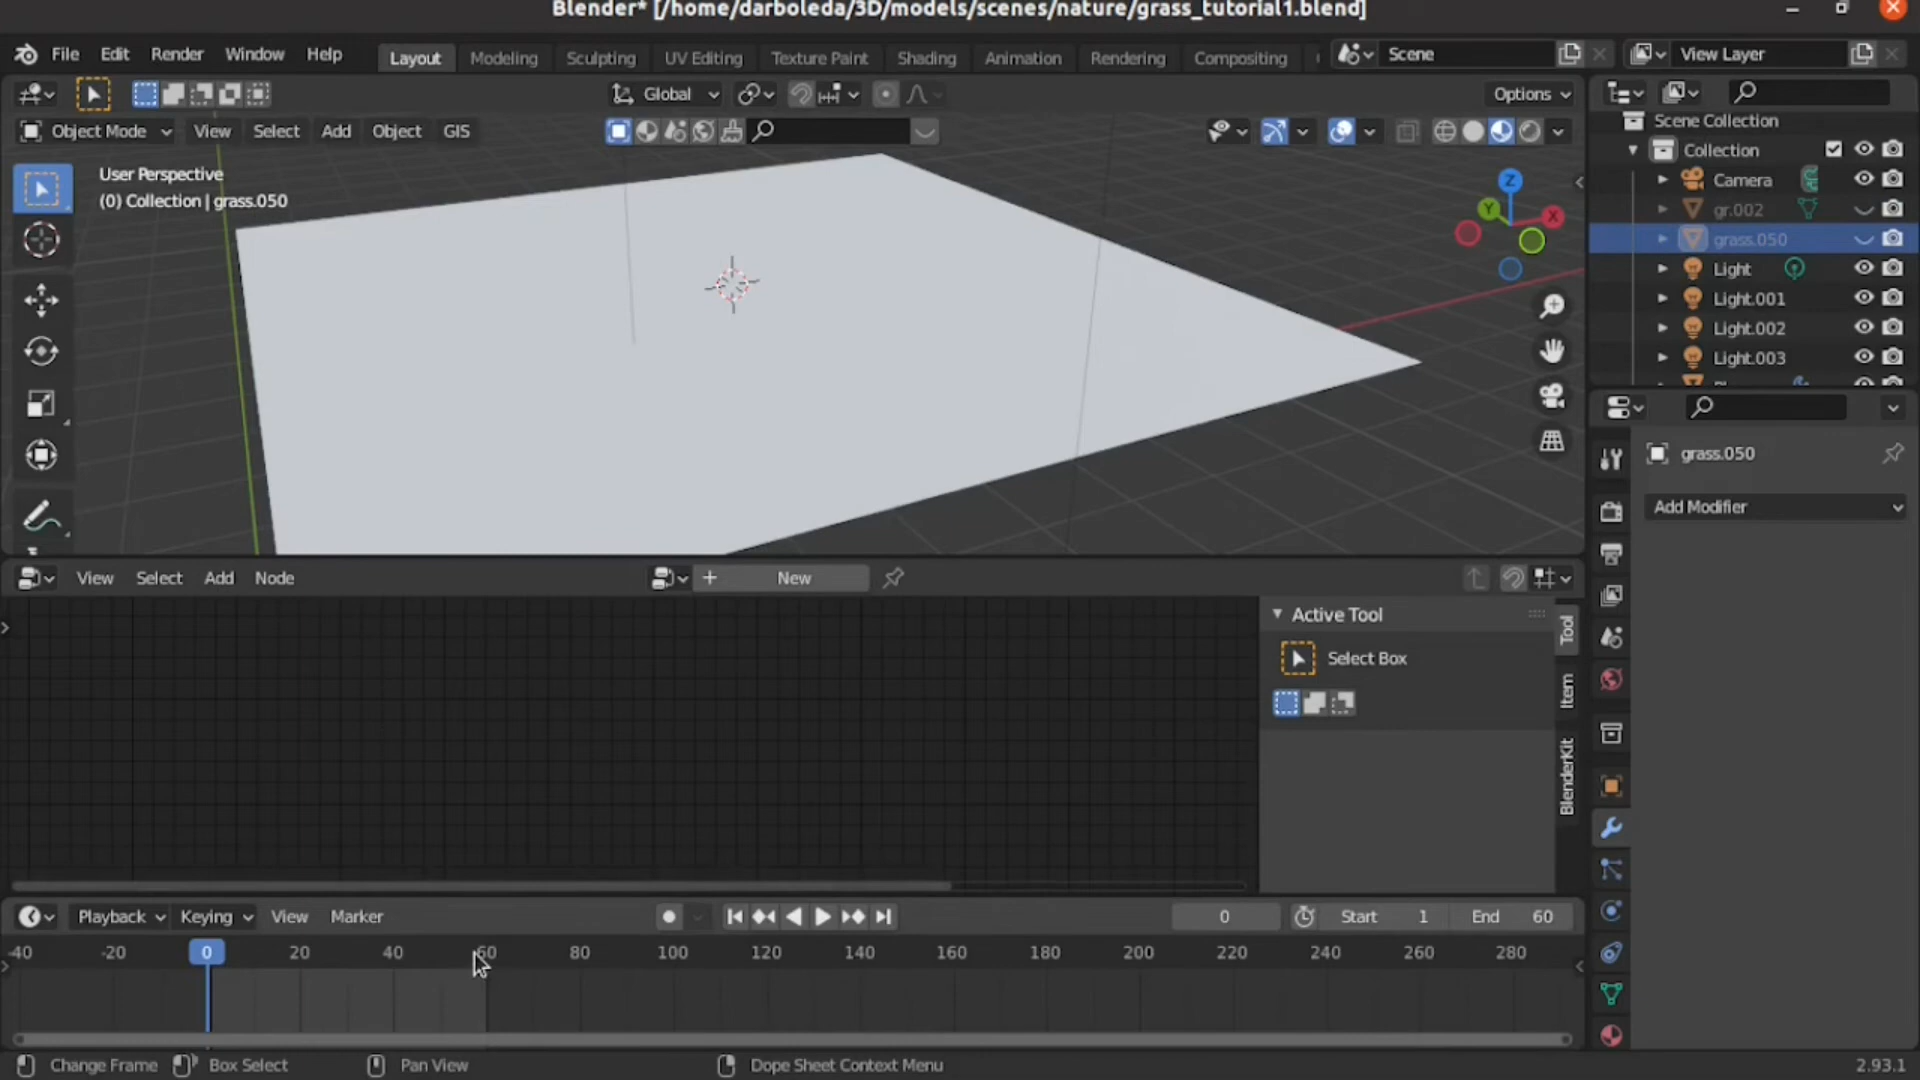 Blender* [/home/darboleda/3D/models/scenes/nature/grass_tutorial1.blend]
File Edit Render Window Help Layout Modeling Sculpting UV Editing Texture Paint Shading Animation Rendering Compositing Scene View Layer
Global Options
Object Mode View Select Add Object GIS
User Perspective
(0) Collection | grass.050
Z
Y X
Scene Collection
Collection
Camera
gr.002
grass.050
Light
Light.001
Light.002
Light.003
grass.050
Add Modifier
View Select Add Node New
Active Tool
Select Box
Tool
Item
BlenderKit
Playback Keying View Marker 0 Start 1 End 60
-40 -20 0 20 40 60 80 100 120 140 160 180 200 220 240 260 280
Change Frame Box Select Pan View Dope Sheet Context Menu 2.93.1